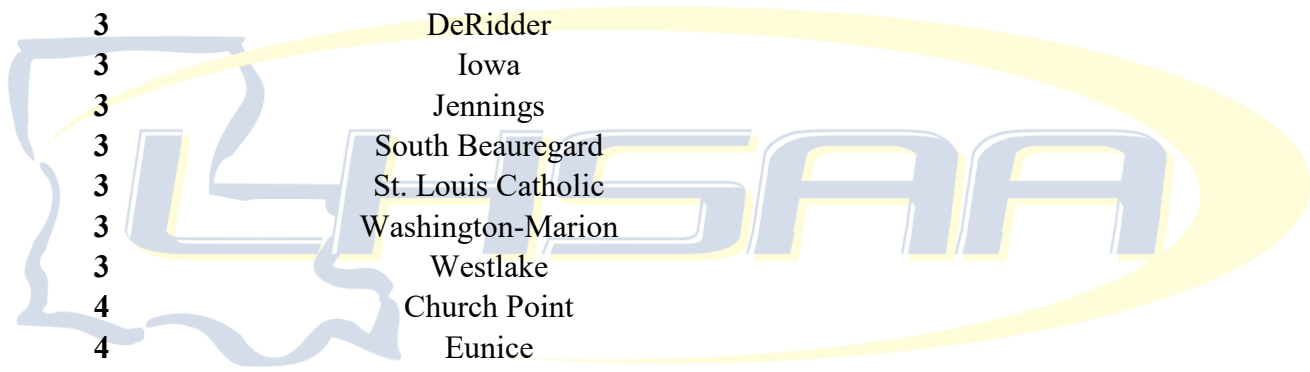 3 DeRidder
3 Iowa
3 Jennings
3 South Beauregard
3 St. Louis Catholic
3 Washington-Marion
3 Westlake
4 Church Point
4 Eunice
LHSAA